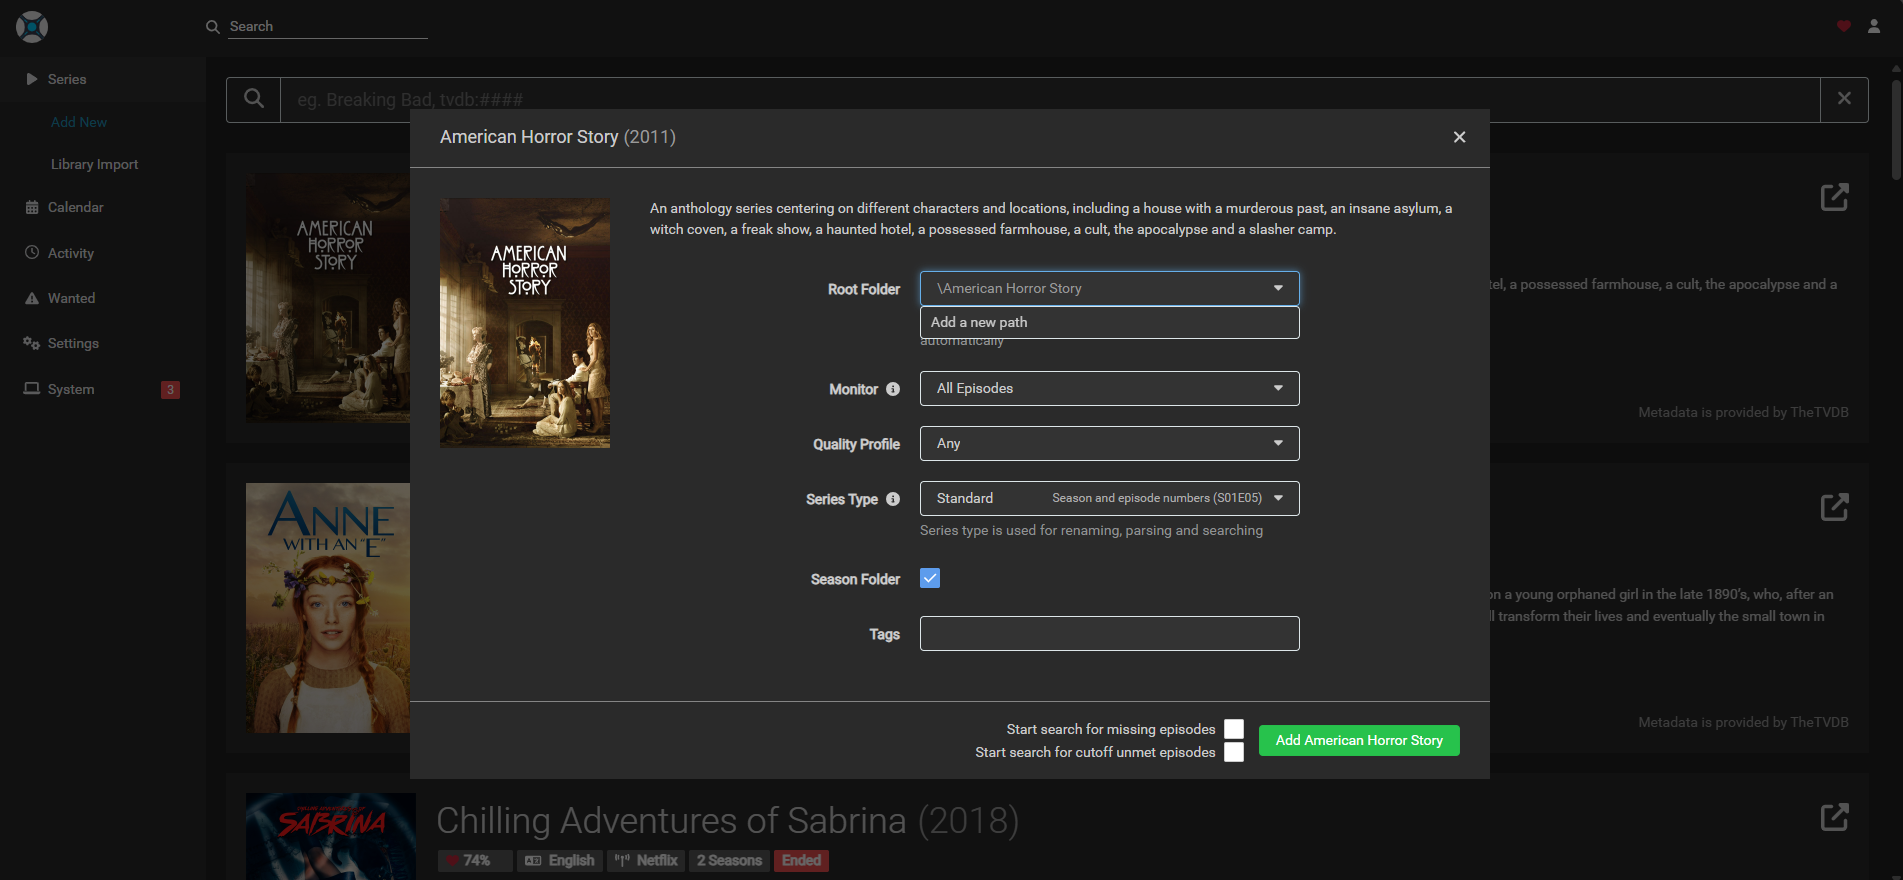 Search
Series
Add New
Library Import
Calendar
Activity
Wanted
Settings
System
3
eg. Breaking Bad, tvdb:####
American Horror Story (2011)
AMERICAN
HORROR
STORY
AMERICAN
HORROR
STORY
An anthology series centering on different characters and locations, including a house with a murderous past, an insane asylum, a
witch coven, a freak show, a haunted hotel, a possessed farmhouse, a cult, the apocalypse and a slasher camp.
Root Folder
\American Horror Story
Add a new path
automatically
Monitor
All Episodes
Quality Profile
Any
Series Type
Standard
Season and episode numbers (S01E05)
Series type is used for renaming, parsing and searching
Season Folder
Tags
Start search for missing episodes
Start search for cutoff unmet episodes
Add American Horror Story
a possessed farmhouse, a cult, the apocalypse and a
Metadata is provided by TheTVDB
ANNE
WITH AN "E"
on a young orphaned girl in the late 1890's, who, after an
transform their lives and eventually the small town in
Metadata is provided by TheTVDB
CHILLING ADVENTURES OF
SABRINA
Chilling Adventures of Sabrina (2018)
74%
English
Netflix
2 Seasons
Ended